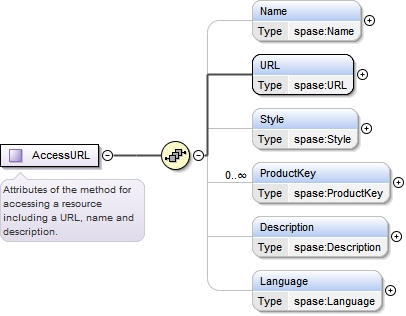 Name
Type spase:Name
URL
Type spase:URL
Style
Type spase:Style
AccessURL
Attributes of the method for
accessing a resource
including a URL, name and
description.
0..∞
ProductKey
Type spase:ProductKey
Description
Type spase:Description
Language
Type spase:Language